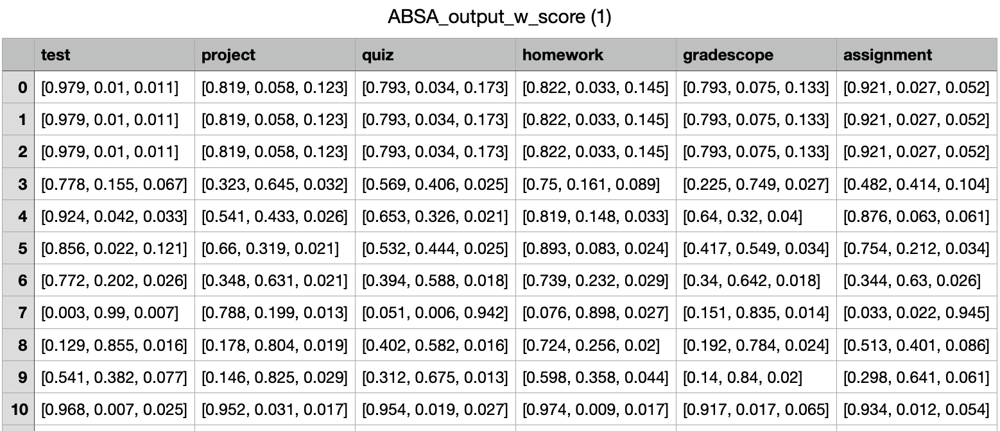 ABSA_output_w_score (1)
test project quiz homework gradescope assignment
0 [0.979, 0.01, 0.011] [0.819, 0.058, 0.123] [0.793, 0.034, 0.173] [0.822, 0.033, 0.145] [0.793, 0.075, 0.133] [0.921, 0.027, 0.052]
1 [0.979, 0.01, 0.011] [0.819, 0.058, 0.123] [0.793, 0.034, 0.173] [0.822, 0.033, 0.145] [0.793, 0.075, 0.133] [0.921, 0.027, 0.052]
2 [0.979, 0.01, 0.011] [0.819, 0.058, 0.123] [0.793, 0.034, 0.173] [0.822, 0.033, 0.145] [0.793, 0.075, 0.133] [0.921, 0.027, 0.052]
3 [0.778, 0.155, 0.067] [0.323, 0.645, 0.032] [0.569, 0.406, 0.025] [0.75, 0.161, 0.089] [0.225, 0.749, 0.027] [0.482, 0.414, 0.104]
4 [0.924, 0.042, 0.033] [0.541, 0.433, 0.026] [0.653, 0.326, 0.021] [0.819, 0.148, 0.033] [0.64, 0.32, 0.04] [0.876, 0.063, 0.061]
5 [0.856, 0.022, 0.121] [0.66, 0.319, 0.021] [0.532, 0.444, 0.025] [0.893, 0.083, 0.024] [0.417, 0.549, 0.034] [0.754, 0.212, 0.034]
6 [0.772, 0.202, 0.026] [0.348, 0.631, 0.021] [0.394, 0.588, 0.018] [0.739, 0.232, 0.029] [0.34, 0.642, 0.018] [0.344, 0.63, 0.026]
7 [0.003, 0.99, 0.007] [0.788, 0.199, 0.013] [0.051, 0.006, 0.942] [0.076, 0.898, 0.027] [0.151, 0.835, 0.014] [0.033, 0.022, 0.945]
8 [0.129, 0.855, 0.016] [0.178, 0.804, 0.019] [0.402, 0.582, 0.016] [0.724, 0.256, 0.02] [0.192, 0.784, 0.024] [0.513, 0.401, 0.086]
9 [0.541, 0.382, 0.077] [0.146, 0.825, 0.029] [0.312, 0.675, 0.013] [0.598, 0.358, 0.044] [0.14, 0.84, 0.02] [0.298, 0.641, 0.061]
10 [0.968, 0.007, 0.025] [0.952, 0.031, 0.017] [0.954, 0.019, 0.027] [0.974, 0.009, 0.017] [0.917, 0.017, 0.065] [0.934, 0.012, 0.054]